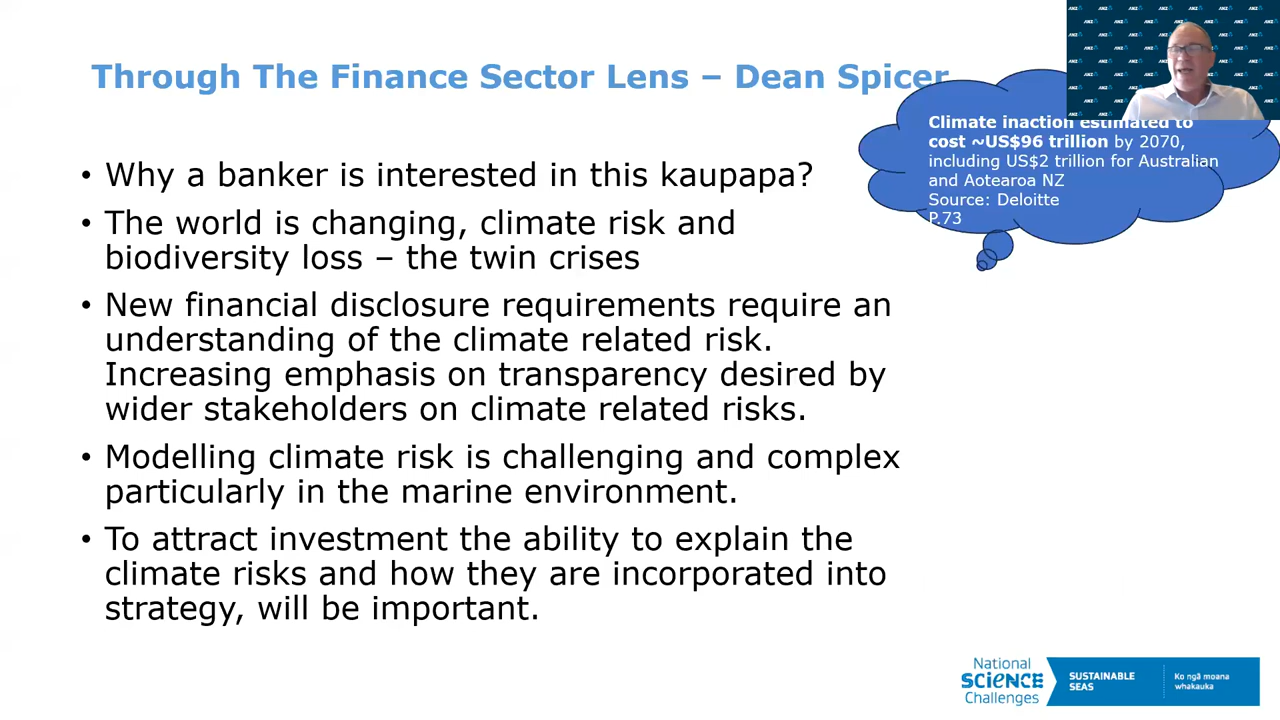 Through The Finance Sector Lens – Dean Spicer
Climate inaction estimated to
cost ~US$96 trillion by 2070,
including US$2 trillion for Australian
and Aotearoa NZ
Source: Deloitte
P.73
• Why a banker is interested in this kaupapa?
• The world is changing, climate risk and
biodiversity loss – the twin crises
• New financial disclosure requirements require an
understanding of the climate related risk.
Increasing emphasis on transparency desired by
wider stakeholders on climate related risks.
• Modelling climate risk is challenging and complex
particularly in the marine environment.
• To attract investment the ability to explain the
climate risks and how they are incorporated into
strategy, will be important.
National
SCIENCE
Challenges
SUSTAINABLE
SEAS
Ko ngā moana
whakauka
ANZ